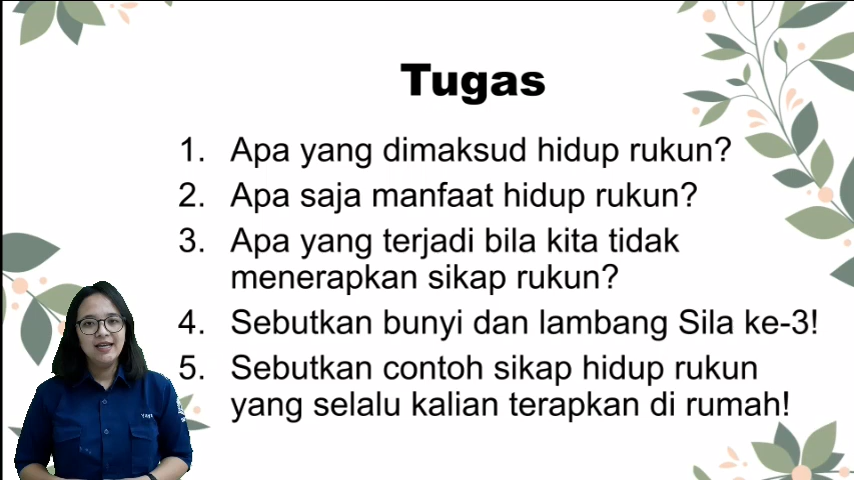 Tugas
1. Apa yang dimaksud hidup rukun?
2. Apa saja manfaat hidup rukun?
3. Apa yang terjadi bila kita tidak
menerapkan sikap rukun?
4. Sebutkan bunyi dan lambang Sila ke-3!
5. Sebutkan contoh sikap hidup rukun
yang selalu kalian terapkan di rumah!